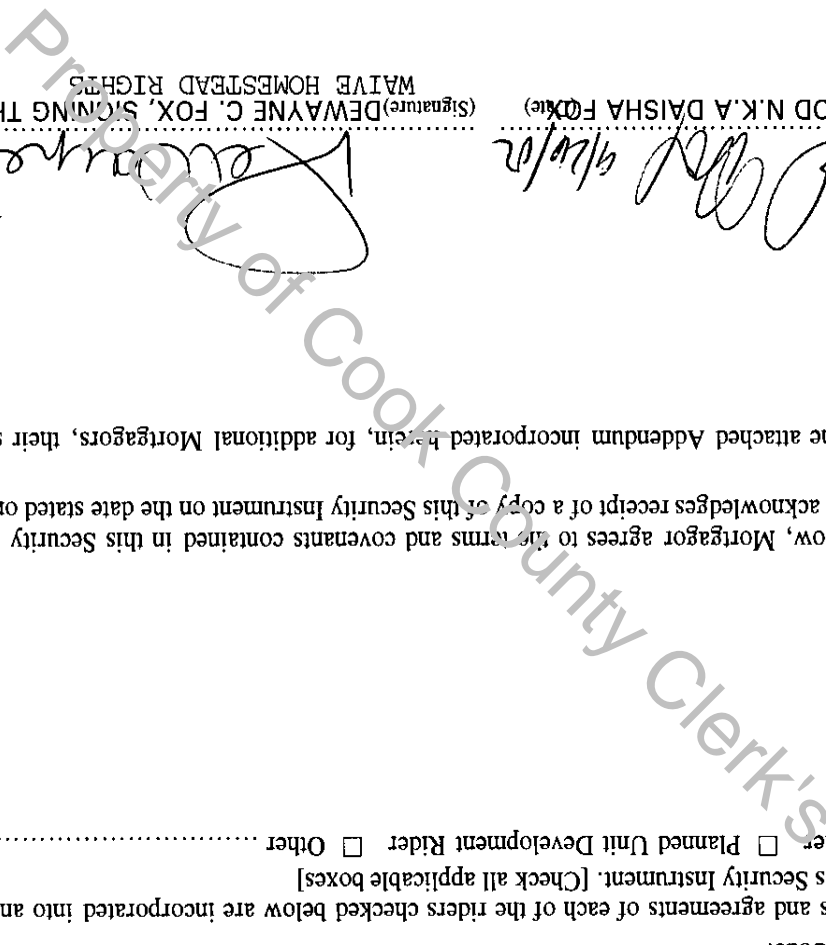 s and agreements of each of the riders checked below are incorporated into an
s Security Instrument. [Check all applicable boxes]
☐ Planned Unit Development Rider ☐ Other ..............................
ow, Mortgagor agrees to the terms and covenants contained in this Security
acknowledges receipt of a copy of this Security Instrument on the date stated on
he attached Addendum incorporated herein, for additional Mortgagors, their s
OD N.K.A DAISHA FOX (Date) (Signature) DEWAYNE C. FOX, SIGNING TH
WAIVE HOMESTEAD RIGHTS
Property of Cook County Clerk's